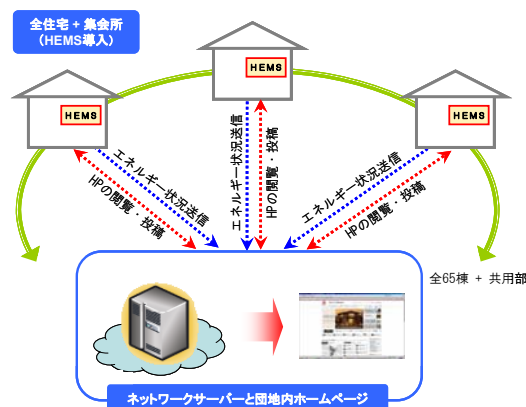 全住宅 + 集会所
（HEMS導入）
HEMS
HEMS
HEMS
エネルギー状況送信
HPの閲覧・投稿
エネルギー状況送信
HPの閲覧・投稿
エネルギー状況送信
HPの閲覧・投稿
全65棟 + 共用部
ネットワークサーバーと団地内ホームページ